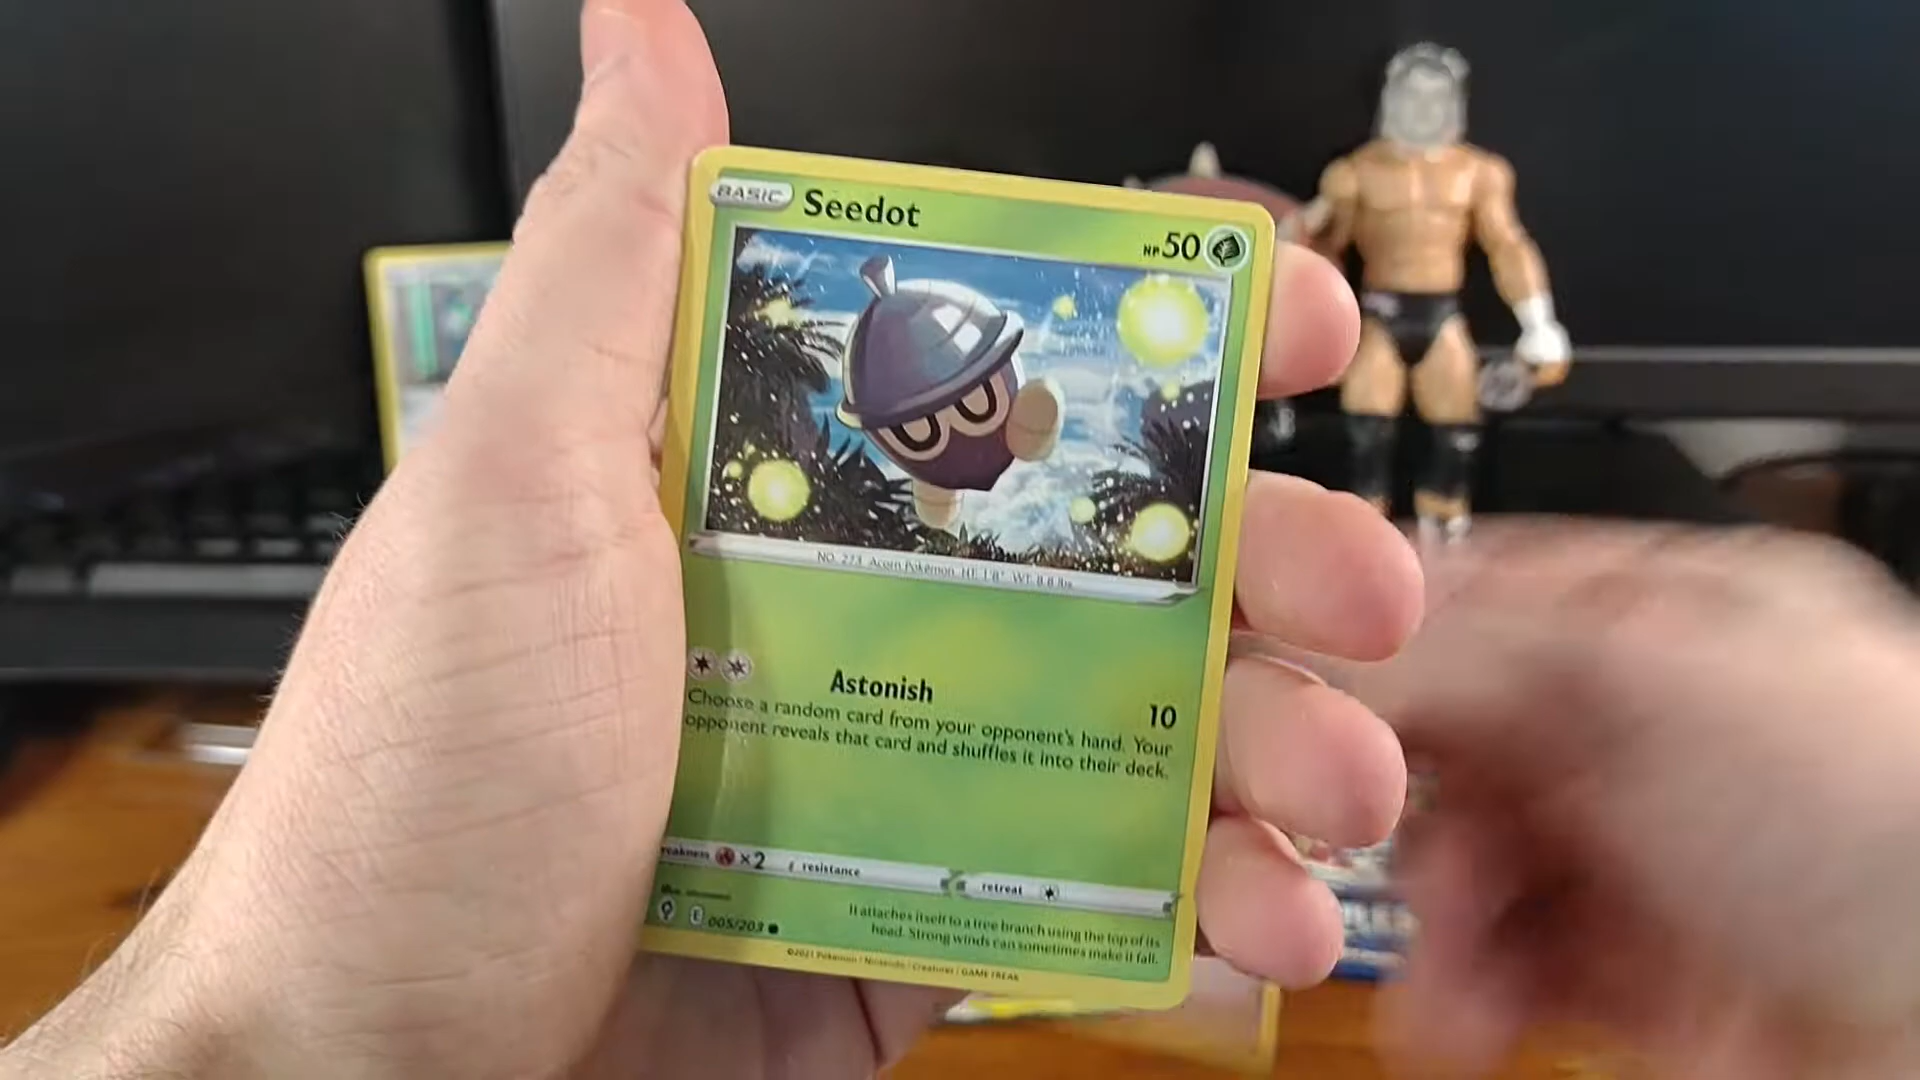 BASIC
Seedot
HP 50
NO. 273 Acorn Pokémon HT: 1'8" WT: 8.8 lbs.
Astonish
10
Choose a random card from your opponent's hand. Your
opponent reveals that card and shuffles it into their deck.
weakness ×2 resistance retreat
E 005/203
It attaches itself to a tree branch using the top of its
head. Strong winds can sometimes make it fall.
©2021 Pokémon / Nintendo / Creatures / GAME FREAK